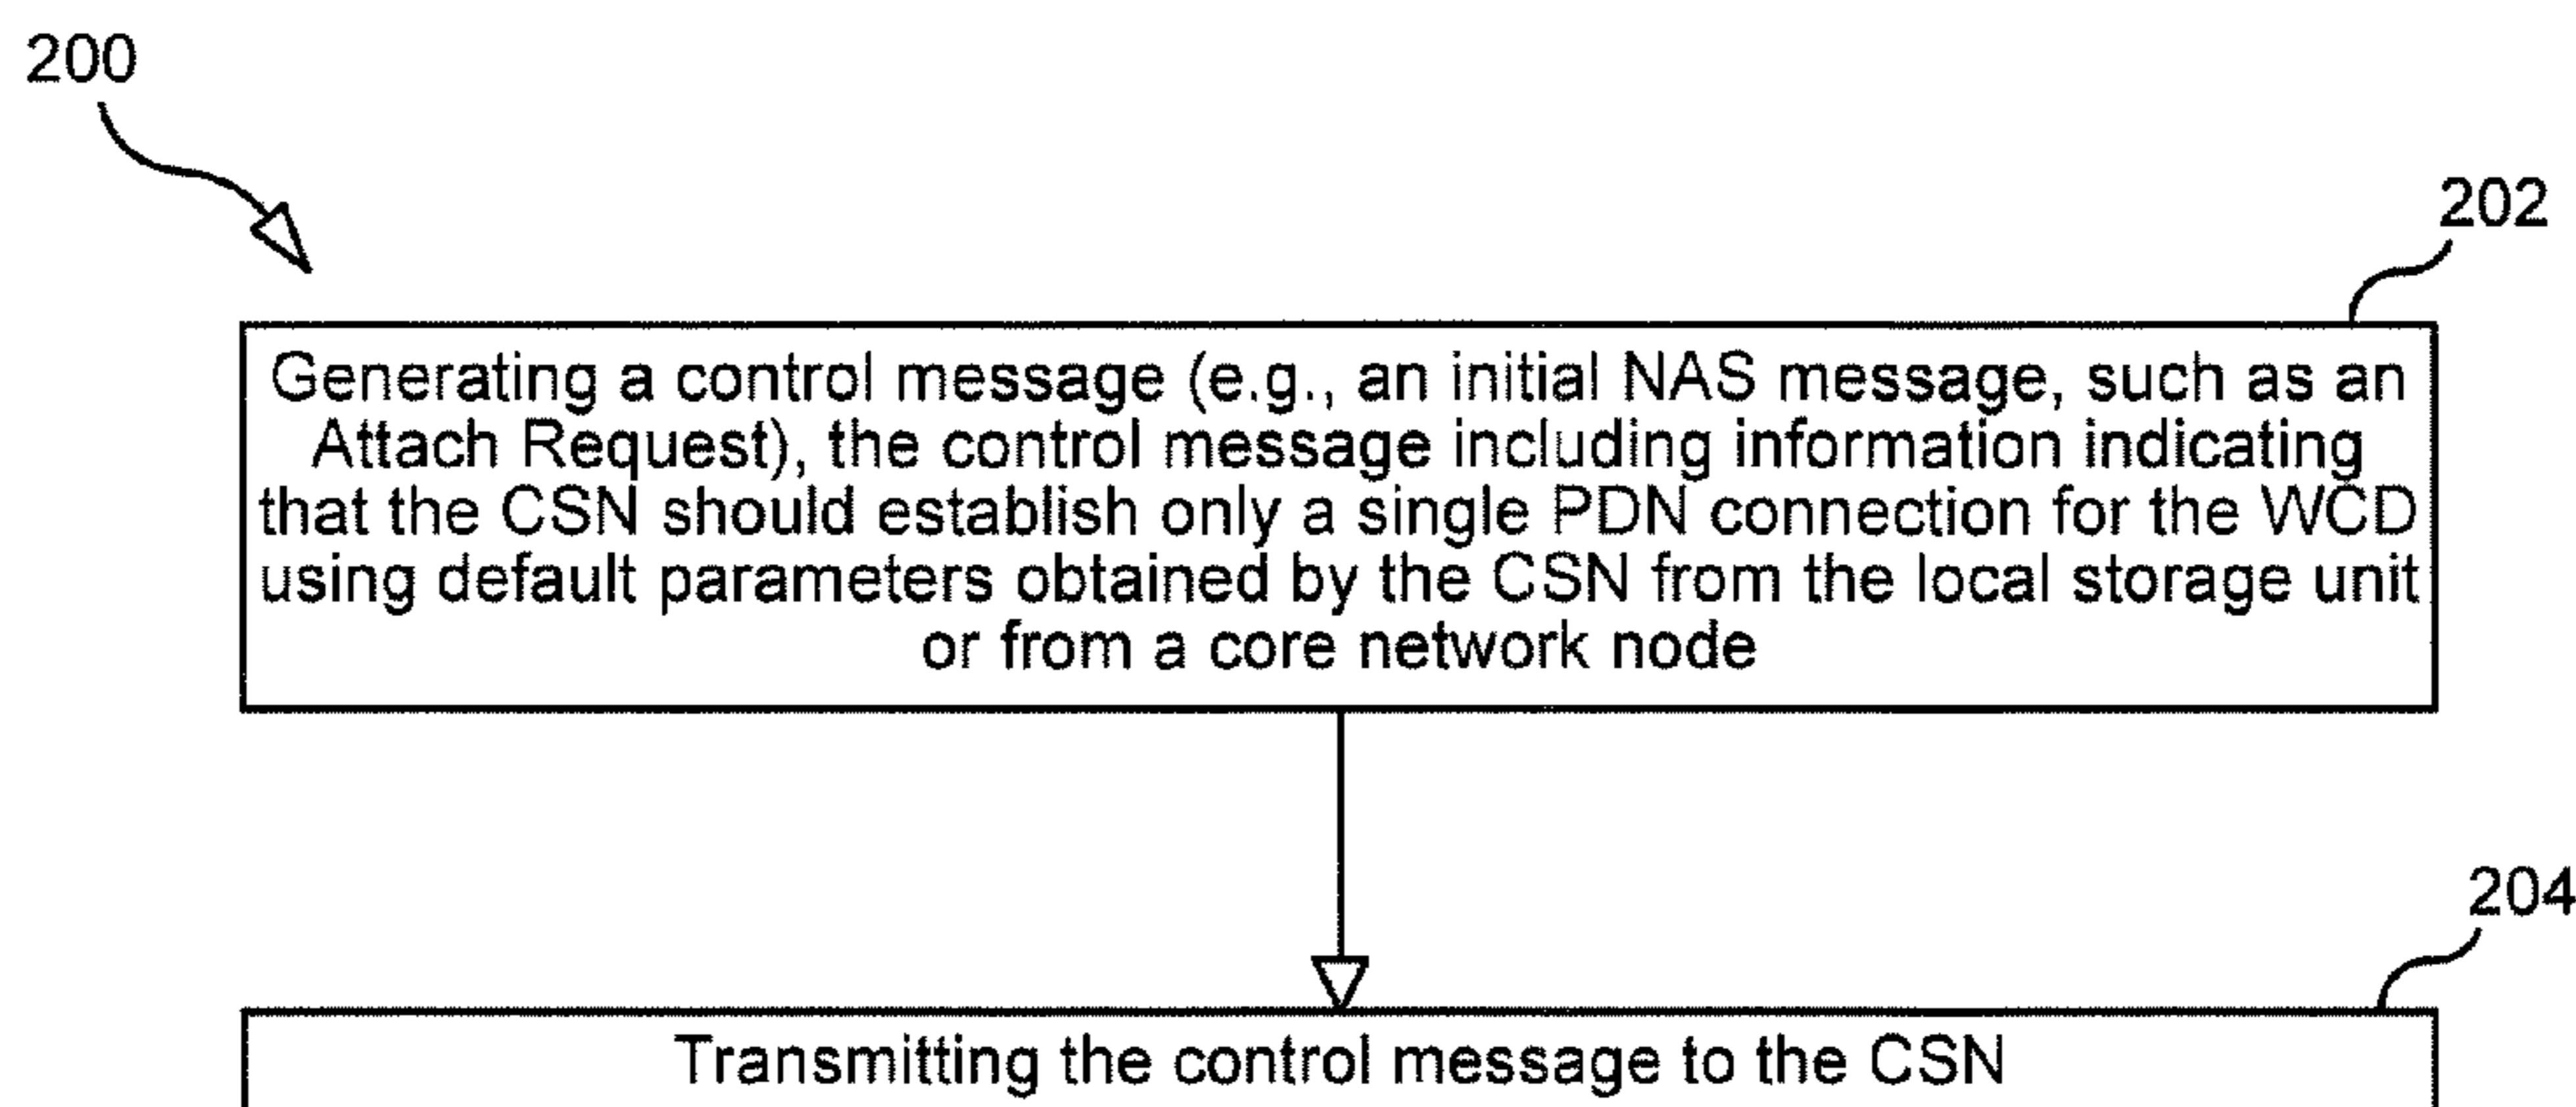 200
202
Generating a control message (e.g., an initial NAS message, such as an
Attach Request), the control message including information indicating
that the CSN should establish only a single PDN connection for the WCD
using default parameters obtained by the CSN from the local storage unit
or from a core network node
204
Transmitting the control message to the CSN